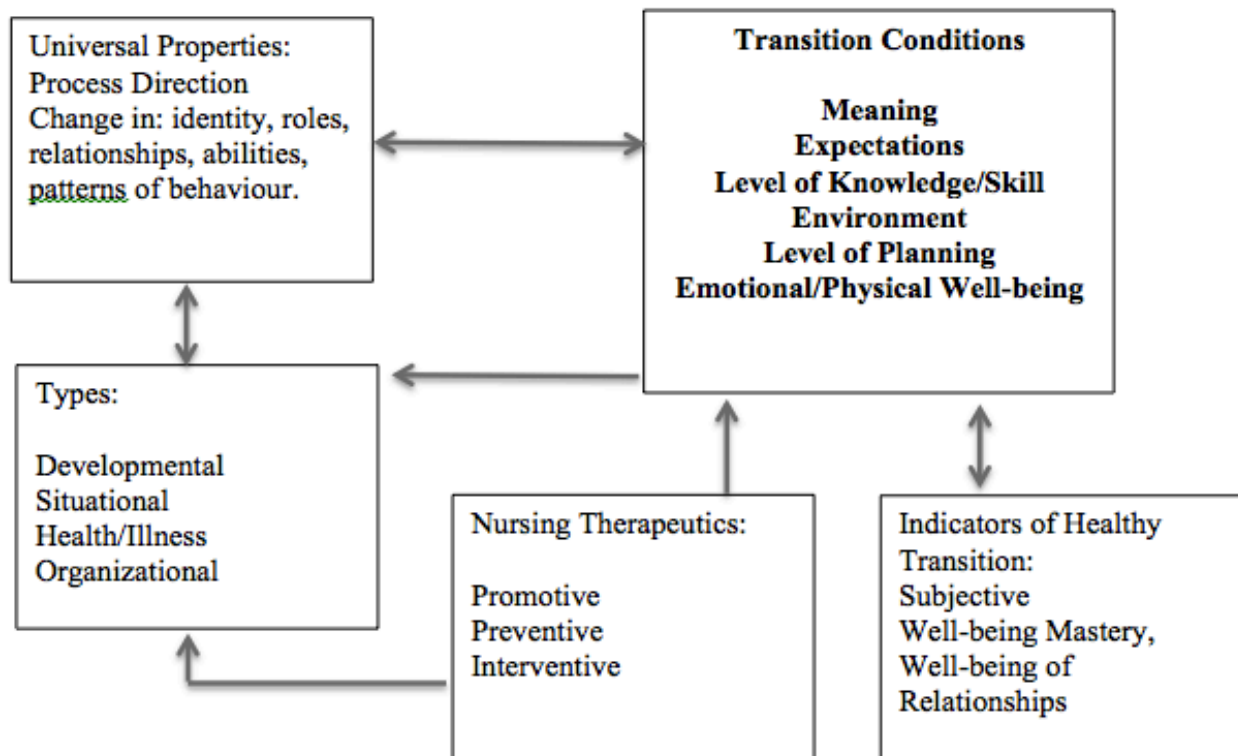 Universal Properties:
Process Direction
Change in: identity, roles,
relationships, abilities,
patterns of behaviour.
Transition Conditions
Meaning
Expectations
Level of Knowledge/Skill
Environment
Level of Planning
Emotional/Physical Well-being
Types:
Developmental
Situational
Health/Illness
Organizational
Nursing Therapeutics:
Promotive
Preventive
Interventive
Indicators of Healthy
Transition:
Subjective
Well-being Mastery,
Well-being of
Relationships